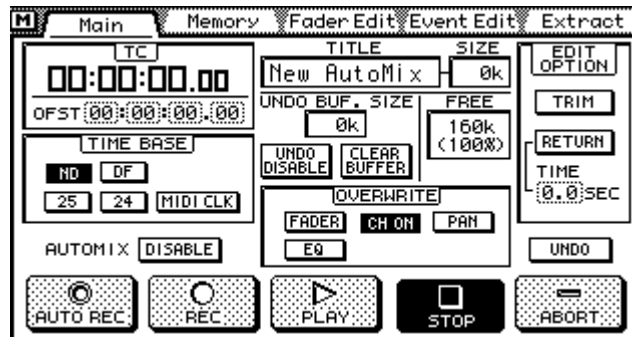 M Main Memory Fader Edit Event Edit Extract
TC
00:00:00.00
OFST 00:00:00.00
TITLE
New AutoMix
SIZE
0k
EDIT
OPTION
TRIM
RETURN
TIME
0.0 SEC
UNDO BUF. SIZE
0k
UNDO
DISABLE
CLEAR
BUFFER
FREE
160k
(100%)
TIME BASE
ND DF
25 24 MIDI CLK
OVERWRITE
FADER CH ON PAN
EQ
AUTOMIX DISABLE
UNDO
AUTO REC REC PLAY STOP ABORT